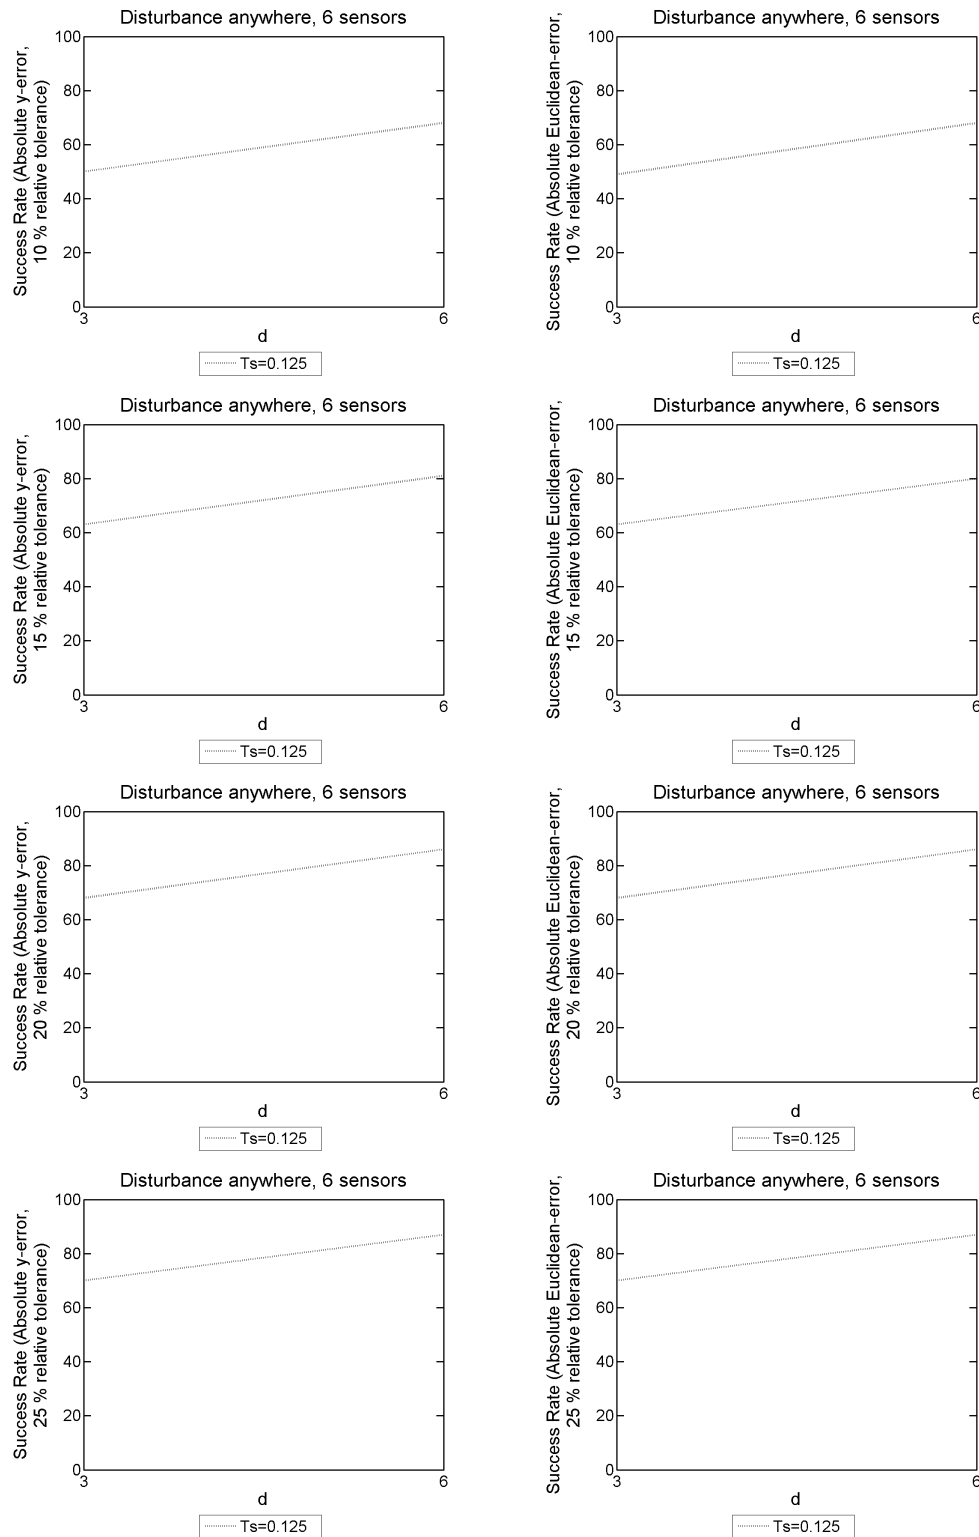 Disturbance anywhere, 6 sensors
Success Rate (Absolute y-error,
10 % relative tolerance)
100
80
60
40
20
0
3
6
d
Ts=0.125
Disturbance anywhere, 6 sensors
Success Rate (Absolute Euclidean-error,
10 % relative tolerance)
100
80
60
40
20
0
3
6
d
Ts=0.125
Disturbance anywhere, 6 sensors
Success Rate (Absolute y-error,
15 % relative tolerance)
100
80
60
40
20
0
3
6
d
Ts=0.125
Disturbance anywhere, 6 sensors
Success Rate (Absolute Euclidean-error,
15 % relative tolerance)
100
80
60
40
20
0
3
6
d
Ts=0.125
Disturbance anywhere, 6 sensors
Success Rate (Absolute y-error,
20 % relative tolerance)
100
80
60
40
20
0
3
6
d
Ts=0.125
Disturbance anywhere, 6 sensors
Success Rate (Absolute Euclidean-error,
20 % relative tolerance)
100
80
60
40
20
0
3
6
d
Ts=0.125
Disturbance anywhere, 6 sensors
Success Rate (Absolute y-error,
25 % relative tolerance)
100
80
60
40
20
0
3
6
d
Ts=0.125
Disturbance anywhere, 6 sensors
Success Rate (Absolute Euclidean-error,
25 % relative tolerance)
100
80
60
40
20
0
3
6
d
Ts=0.125